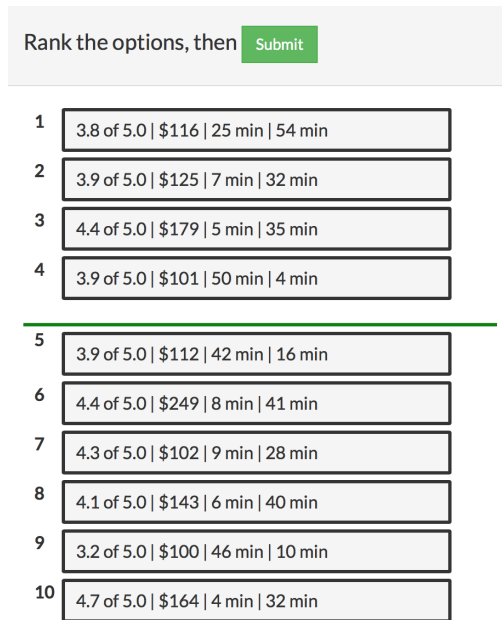 Rank the options, then Submit
1 3.8 of 5.0 | $116 | 25 min | 54 min
2 3.9 of 5.0 | $125 | 7 min | 32 min
3 4.4 of 5.0 | $179 | 5 min | 35 min
4 3.9 of 5.0 | $101 | 50 min | 4 min
5 3.9 of 5.0 | $112 | 42 min | 16 min
6 4.4 of 5.0 | $249 | 8 min | 41 min
7 4.3 of 5.0 | $102 | 9 min | 28 min
8 4.1 of 5.0 | $143 | 6 min | 40 min
9 3.2 of 5.0 | $100 | 46 min | 10 min
10 4.7 of 5.0 | $164 | 4 min | 32 min